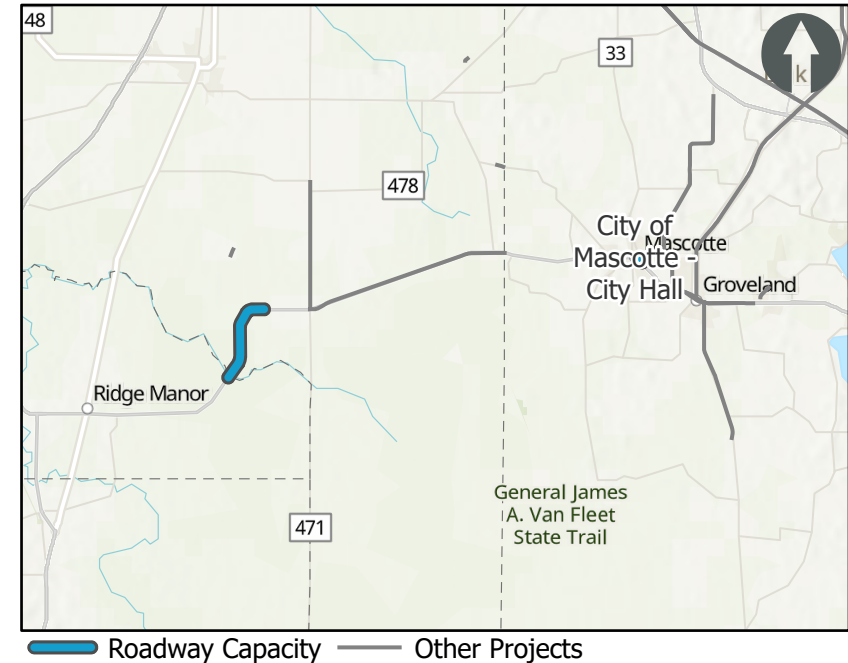 48
33
478
City of
Mascotte -
City Hall
Mascotte
Groveland
Ridge Manor
General James
A. Van Fleet
State Trail
471
Roadway Capacity
Other Projects